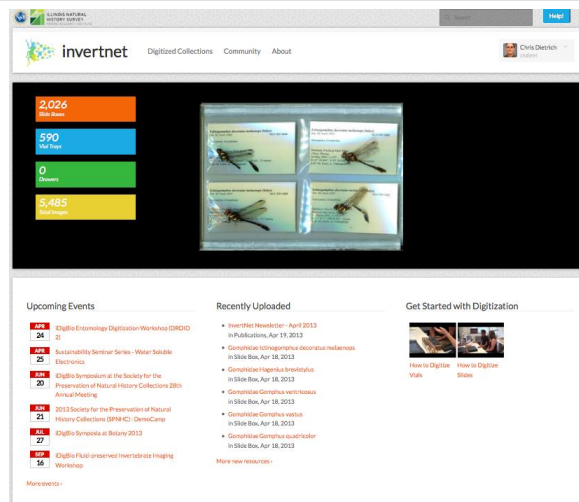 ILLINOIS NATURAL
HISTORY SURVEY
Search
Help!
invertnet
Digitized Collections
Community
About
Chris Dietrich
2,026
Slide Boxes
590
Vial Trays
0
Drawers
5,485
Total Images
Upcoming Events
APR
24
iDigBio Entomology Digitization Workshop (DROID
2)
APR
25
Sustainability Seminar Series - Water Soluble
Electronics
JUN
20
iDigBio Symposium at the Society for the
Preservation of Natural History Collections 28th
Annual Meeting
JUN
21
2013 Society for the Preservation of Natural
History Collections (SPNHC) - DemoCamp
JUL
27
iDigBio Symposia at Botany 2013
SEP
16
iDigBio Fluid-preserved Invertebrate Imaging
Workshop
More events ›
Recently Uploaded
InvertNet Newsletter - April 2013
in Publications, Apr 19, 2013
Gomphidae Ictinogomphus decoratus melaenops
in Slide Box, Apr 18, 2013
Gomphidae Hagenius brevistylus
in Slide Box, Apr 18, 2013
Gomphidae Gomphus ventricosus
in Slide Box, Apr 18, 2013
Gomphidae Gomphus vastus
in Slide Box, Apr 18, 2013
Gomphidae Gomphus quadricolor
in Slide Box, Apr 18, 2013
More new resources ›
Get Started with Digitization
How to Digitize
Vials
How to Digitize
Slides